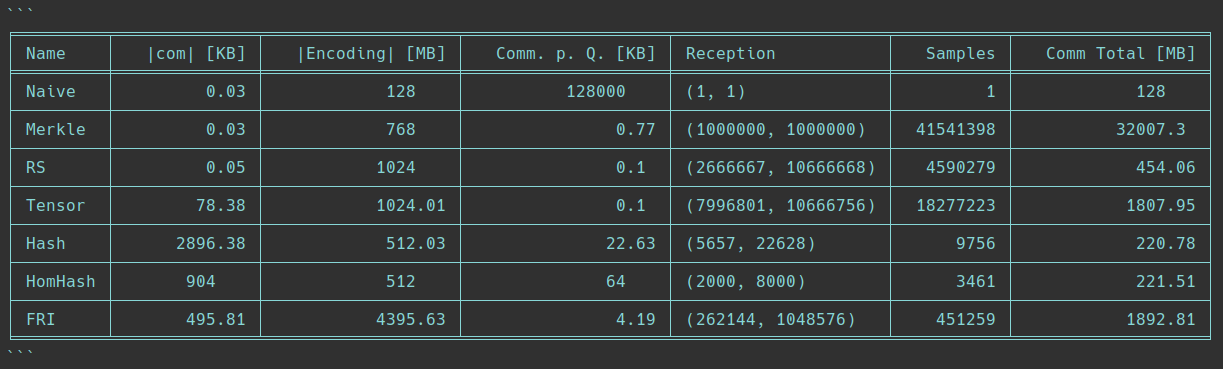 ```
Name |com| [KB] |Encoding| [MB] Comm. p. Q. [KB] Reception Samples Comm Total [MB]
Naive 0.03 128 128000 (1, 1) 1 128
Merkle 0.03 768 0.77 (1000000, 1000000) 41541398 32007.3
RS 0.05 1024 0.1 (2666667, 10666668) 4590279 454.06
Tensor 78.38 1024.01 0.1 (7996801, 10666756) 18277223 1807.95
Hash 2896.38 512.03 22.63 (5657, 22628) 9756 220.78
HomHash 904 512 64 (2000, 8000) 3461 221.51
FRI 495.81 4395.63 4.19 (262144, 1048576) 451259 1892.81
```